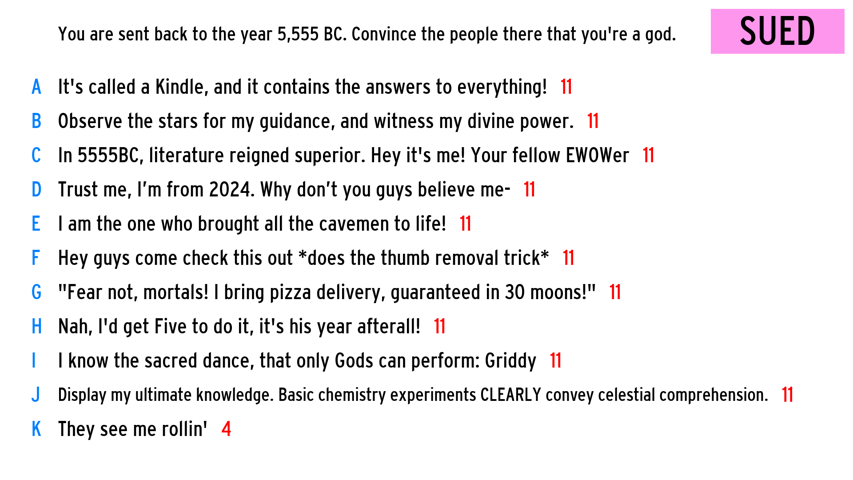 You are sent back to the year 5,555 BC. Convince the people there that you're a god.
SUED
A It's called a Kindle, and it contains the answers to everything! 11
B Observe the stars for my guidance, and witness my divine power. 11
C In 5555BC, literature reigned superior. Hey it's me! Your fellow EWOWer 11
D Trust me, I’m from 2024. Why don’t you guys believe me- 11
E I am the one who brought all the cavemen to life! 11
F Hey guys come check this out *does the thumb removal trick* 11
G "Fear not, mortals! I bring pizza delivery, guaranteed in 30 moons!" 11
H Nah, I'd get Five to do it, it's his year afterall! 11
I I know the sacred dance, that only Gods can perform: Griddy 11
J Display my ultimate knowledge. Basic chemistry experiments CLEARLY convey celestial comprehension. 11
K They see me rollin' 4